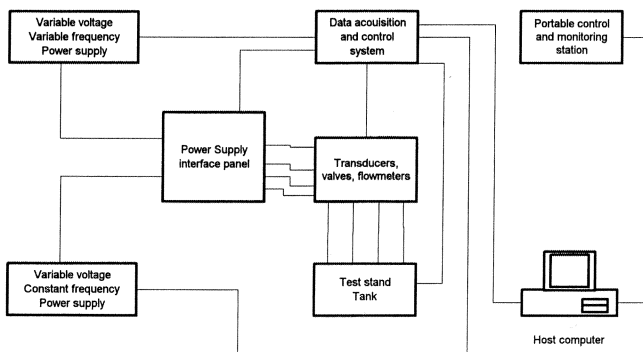 Variable voltage
Variable frequency
Power supply
Data acouisition
and control
system
Portable control
and monitoring
station
Power Supply
interface panel
Transducers,
valves, flowmeters
Variable voltage
Constant frequency
Power supply
Test stand
Tank
Host computer